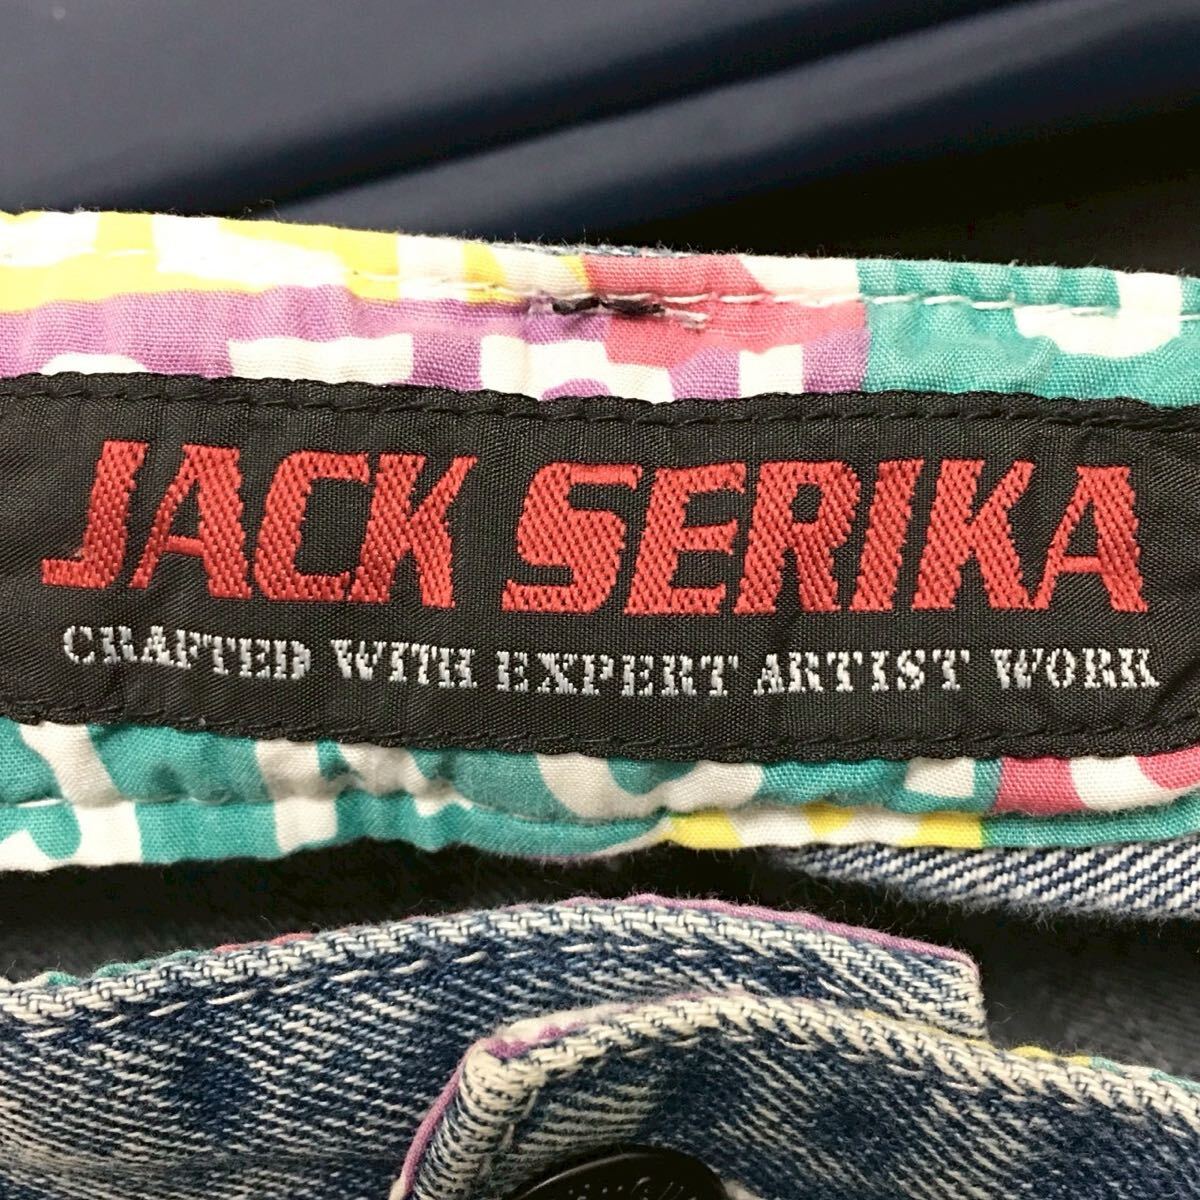 JACK SERIKA
CRAFTED WITH EXPERT ARTIST WORK